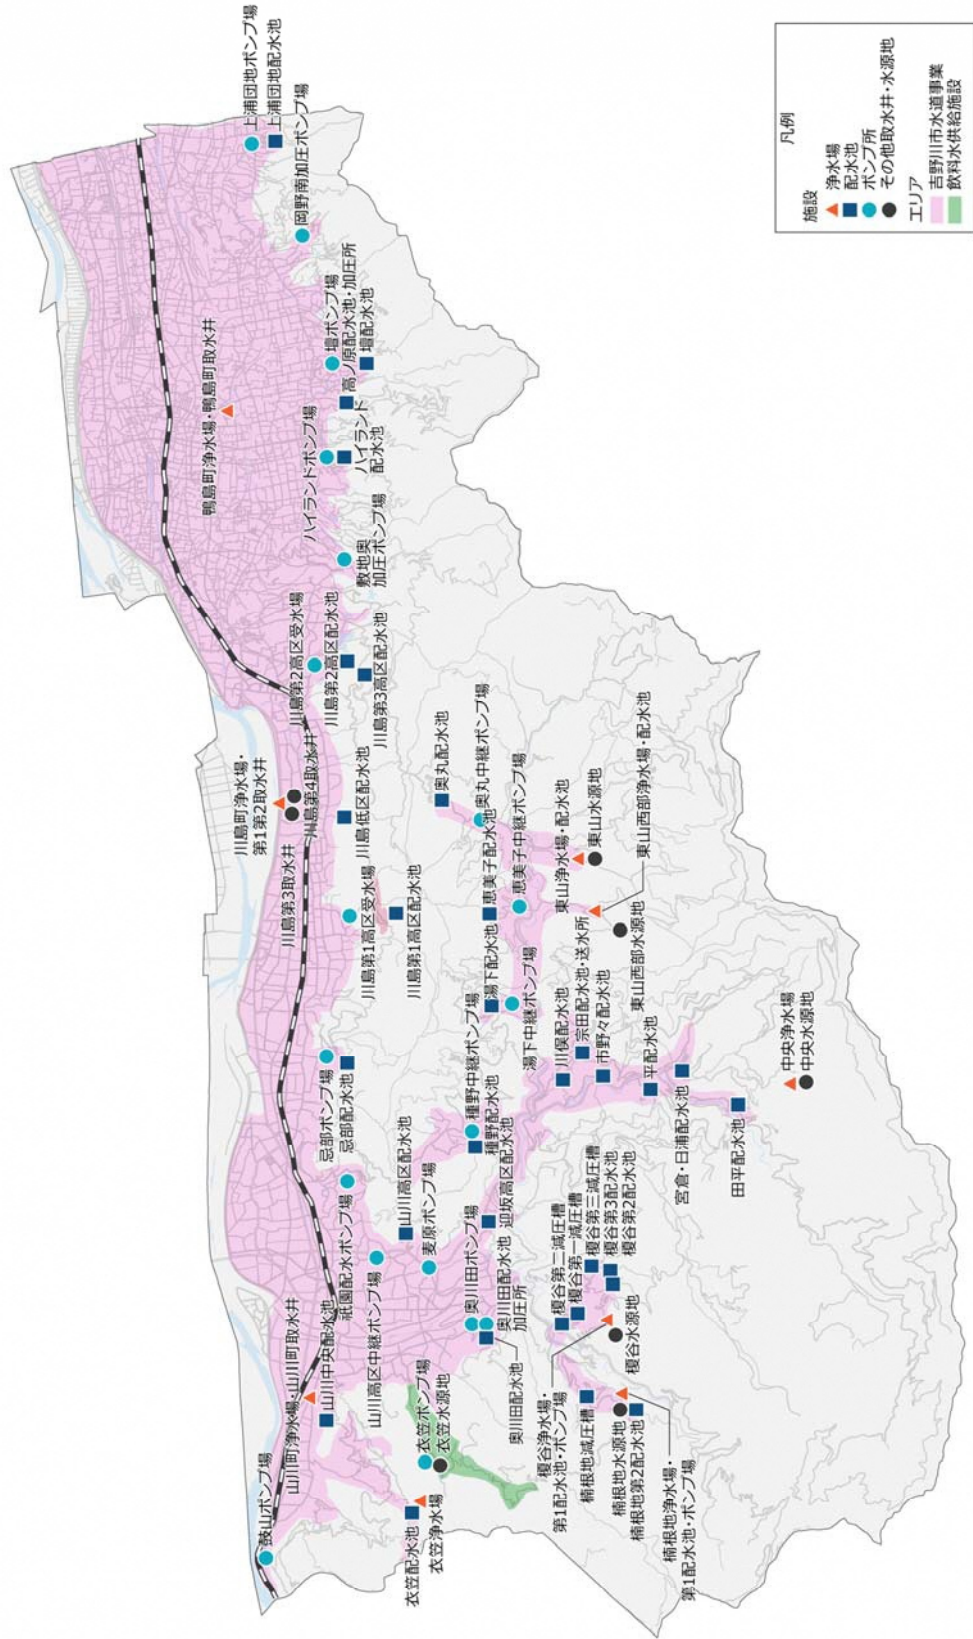 上浦団地ポンプ場
上浦団地配水池
岡野南加圧ポンプ場
壇ポンプ場
高ノ原配水池・加圧所
壇配水池
鴨島町浄水場・鴨島町取水井
ハイランドポンプ場
ハイランド
配水池
敷地奥
加圧ポンプ場
川島第2高区受水場
川島第2高区配水池
川島第3高区配水池
川島町浄水場・
第1第2取水井
川島第4取水井
川島第3取水井
川島低区配水池
川島第1高区受水場
川島第1高区配水池
奥丸配水池
奥丸中継ポンプ場
恵美子配水池
恵美子中継ポンプ場
東山浄水場・配水池
東山水源地
東山西部浄水場・配水池
東山西部水源地
湯下配水池
湯下中継ポンプ場
川俣配水池
宗田配水池・送水所
市野々配水池
平配水池
宮倉・日浦配水池
田平配水池
中央浄水場
中央水源地
忌部ポンプ場
忌部配水池
種野中継ポンプ場
種野配水池
迎坂高区配水池
祇園配水ポンプ場
山川高区配水池
麦原ポンプ場
山川高区中継ポンプ場
奥川田ポンプ場
奥川田配水池
加圧所
奥川田配水池
榎谷第二減圧槽
榎谷第一減圧槽
榎谷第三減圧槽
榎谷第3配水池
榎谷第2配水池
榎谷水源地
榎谷浄水場・
第1配水池・ポンプ場
楠根地減圧槽
楠根地水源地
楠根地第2配水池
楠根地浄水場・
第1配水池・ポンプ場
山川町浄水場・山川町取水井
山川中央配水池
鼓山ポンプ場
衣笠ポンプ場
衣笠水源地
衣笠配水池
衣笠浄水場
凡例
施設
浄水場
配水池
ポンプ所
その他取水井・水源地
エリア
吉野川市水道事業
飲料水供給施設